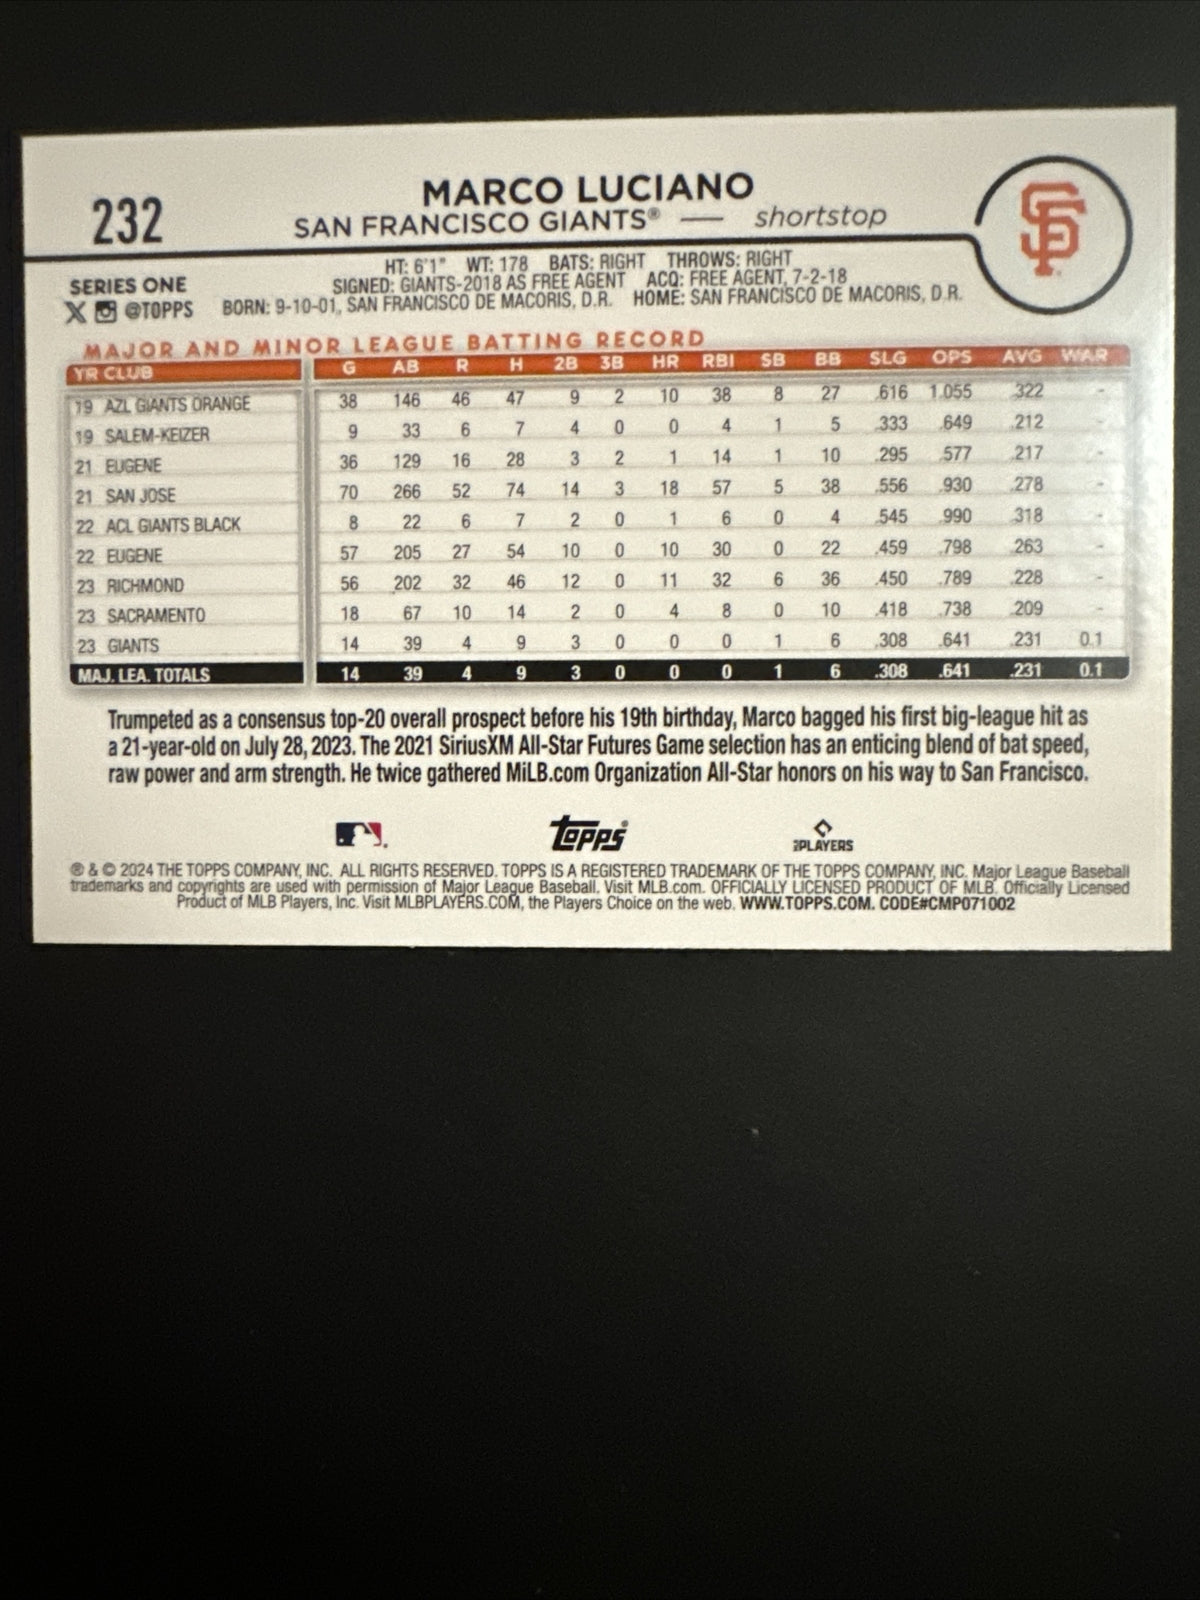 232
MARCO LUCIANO
SAN FRANCISCO GIANTS® — shortstop
SF
SERIES ONE
X @TOPPS
HT: 6'1" WT: 178 BATS: RIGHT THROWS: RIGHT
SIGNED: GIANTS-2018 AS FREE AGENT ACQ: FREE AGENT, 7-2-18
BORN: 9-10-01, SAN FRANCISCO DE MACORIS, D.R. HOME: SAN FRANCISCO DE MACORIS, D.R.
MAJOR AND MINOR LEAGUE BATTING RECORD
YR CLUB G AB R H 2B 3B HR RBI SB BB SLG OPS AVG WAR
19 AZL GIANTS ORANGE 38 146 46 47 9 2 10 38 8 27 .616 1.055 .322 -
19 SALEM-KEIZER 9 33 6 7 4 0 0 4 1 5 .333 .649 .212 -
21 EUGENE 36 129 16 28 3 2 1 14 1 10 .295 .577 .217 -
21 SAN JOSE 70 266 52 74 14 3 18 57 5 38 .556 .930 .278 -
22 ACL GIANTS BLACK 8 22 6 7 2 0 1 6 0 4 .545 .990 .318 -
22 EUGENE 57 205 27 54 10 0 10 30 0 22 .459 .798 .263 -
23 RICHMOND 56 202 32 46 12 0 11 32 6 36 .450 .789 .228 -
23 SACRAMENTO 18 67 10 14 2 0 4 8 0 10 .418 .738 .209 -
23 GIANTS 14 39 4 9 3 0 0 0 1 6 .308 .641 .231 0.1
MAJ. LEA. TOTALS 14 39 4 9 3 0 0 0 1 6 .308 .641 .231 0.1
Trumpeted as a consensus top-20 overall prospect before his 19th birthday, Marco bagged his first big-league hit as
a 21-year-old on July 28, 2023. The 2021 SiriusXM All-Star Futures Game selection has an enticing blend of bat speed,
raw power and arm strength. He twice gathered MiLB.com Organization All-Star honors on his way to San Francisco.
Topps®
PLAYERS
® & © 2024 THE TOPPS COMPANY, INC. ALL RIGHTS RESERVED. TOPPS IS A REGISTERED TRADEMARK OF THE TOPPS COMPANY, INC. Major League Baseball
trademarks and copyrights are used with permission of Major League Baseball. Visit MLB.com. OFFICIALLY LICENSED PRODUCT OF MLB. Officially Licensed
Product of MLB Players, Inc. Visit MLBPLAYERS.COM, the Players Choice on the web. WWW.TOPPS.COM. CODE#CMP071002